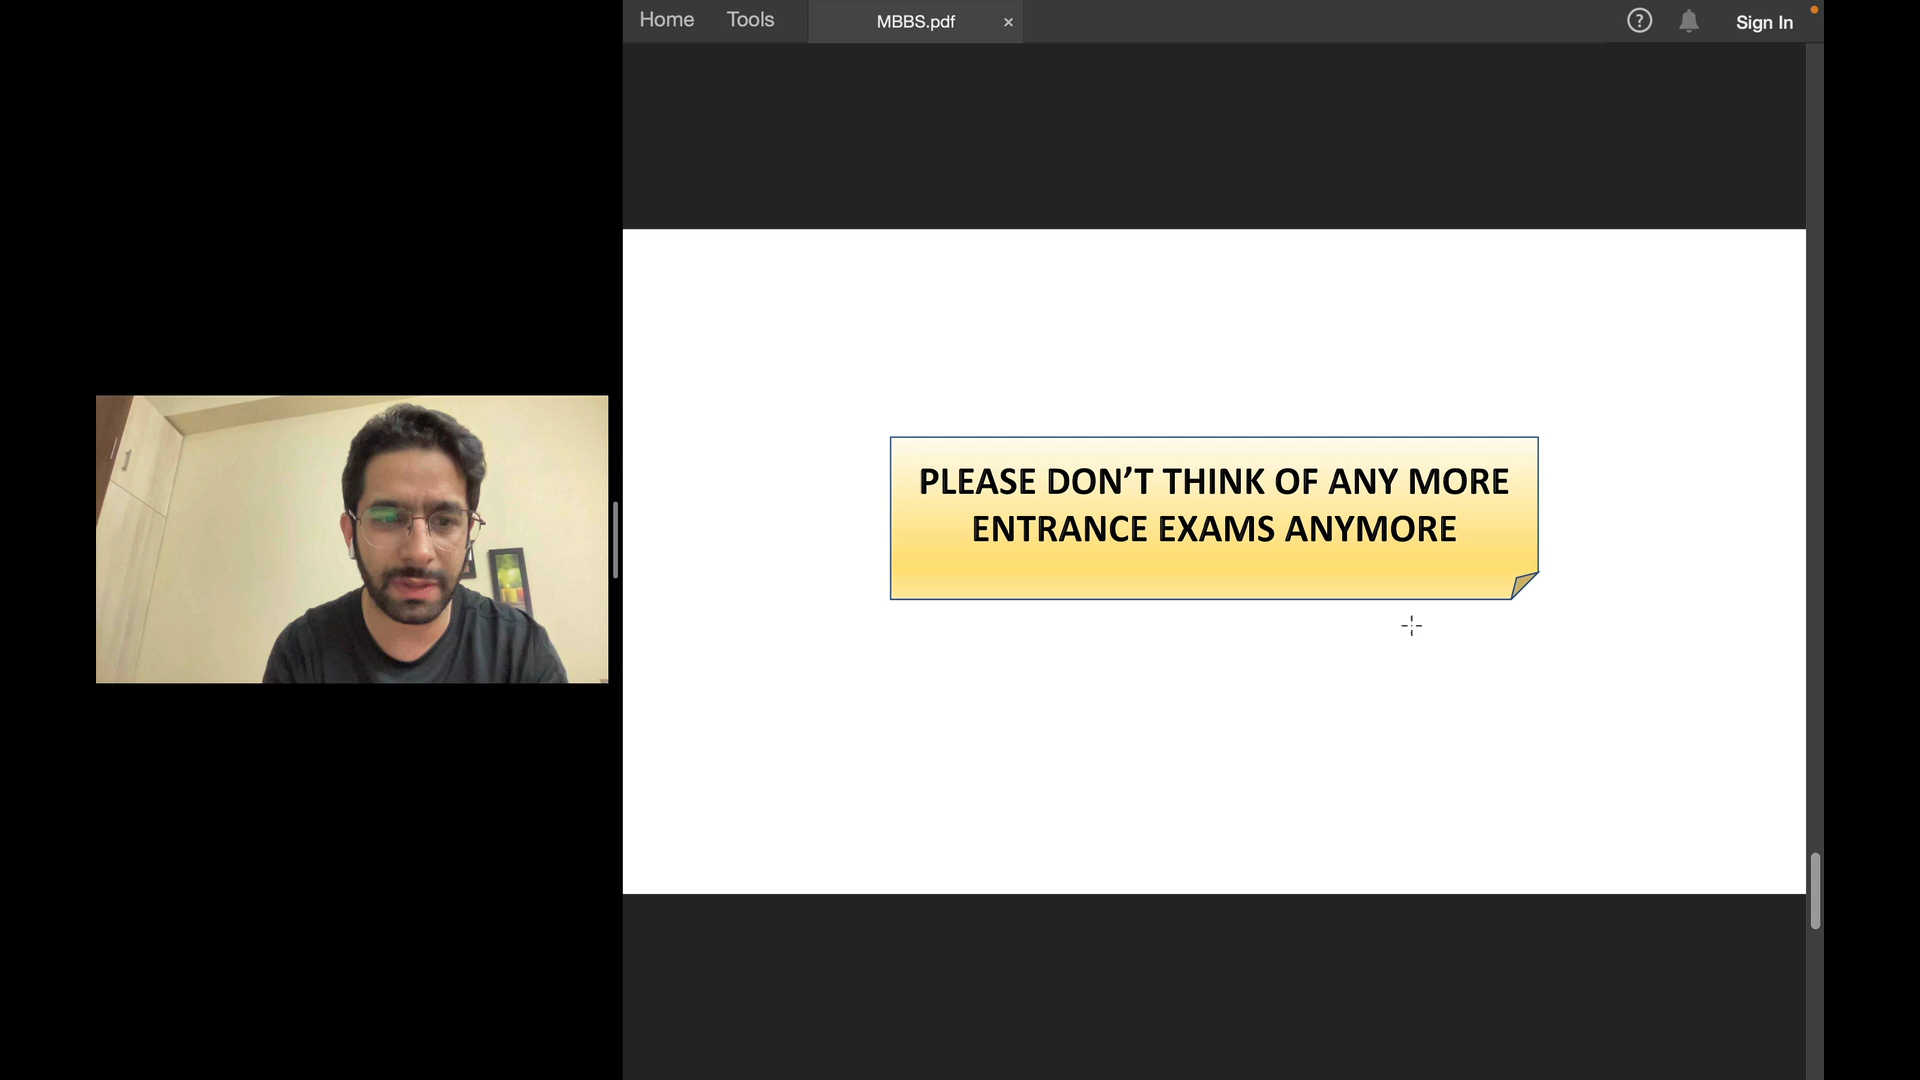 Home Tools MBBS.pdf × ? Sign In
PLEASE DON’T THINK OF ANY MORE
ENTRANCE EXAMS ANYMORE